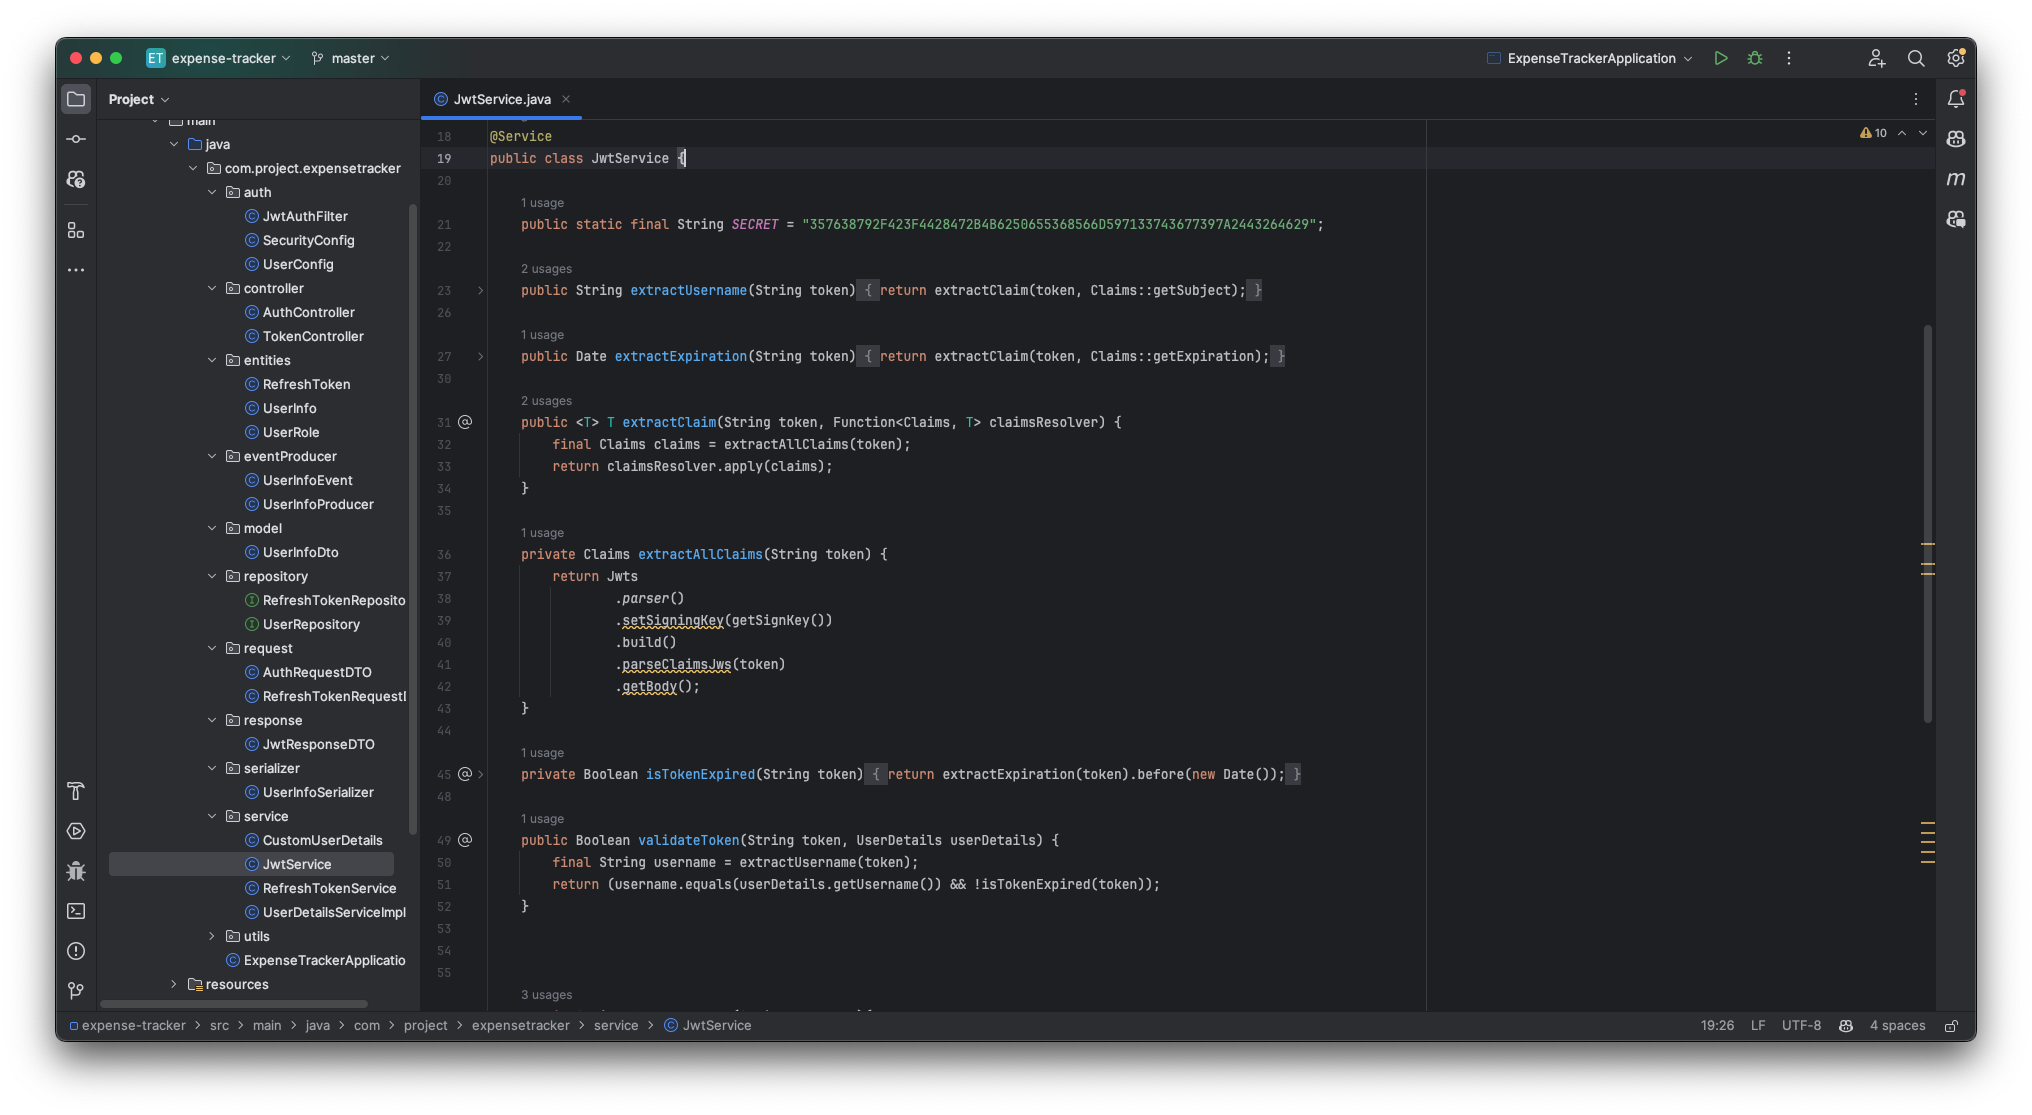 ET expense-tracker master ExpenseTrackerApplication
Project
JwtService.java
main
java
com.project.expensetracker
auth
JwtAuthFilter
SecurityConfig
UserConfig
controller
AuthController
TokenController
entities
RefreshToken
UserInfo
UserRole
eventProducer
UserInfoEvent
UserInfoProducer
model
UserInfoDto
repository
RefreshTokenReposito
UserRepository
request
AuthRequestDTO
RefreshTokenRequest
response
JwtResponseDTO
serializer
UserInfoSerializer
service
CustomUserDetails
JwtService
RefreshTokenService
UserDetailsServiceImpl
utils
ExpenseTrackerApplicatio
resources
10
18 @Service
19 public class JwtService {
20
1 usage
21 public static final String SECRET = "357638792F423F4428472B4B6250655368566D597133743677397A2443264629";
22
2 usages
23 public String extractUsername(String token) { return extractClaim(token, Claims::getSubject); }
26
1 usage
27 public Date extractExpiration(String token) { return extractClaim(token, Claims::getExpiration); }
30
2 usages
31 @ public <T> T extractClaim(String token, Function<Claims, T> claimsResolver) {
32 final Claims claims = extractAllClaims(token);
33 return claimsResolver.apply(claims);
34 }
35
1 usage
36 private Claims extractAllClaims(String token) {
37 return Jwts
38 .parser()
39 .setSigningKey(getSignKey())
40 .build()
41 .parseClaimsJws(token)
42 .getBody();
43 }
44
1 usage
45 @ private Boolean isTokenExpired(String token) { return extractExpiration(token).before(new Date()); }
48
1 usage
49 @ public Boolean validateToken(String token, UserDetails userDetails) {
50 final String username = extractUsername(token);
51 return (username.equals(userDetails.getUsername()) && !isTokenExpired(token));
52 }
53
54
55
3 usages
m
expense-tracker > src > main > java > com > project > expensetracker > service > JwtService
19:26 LF UTF-8 4 spaces